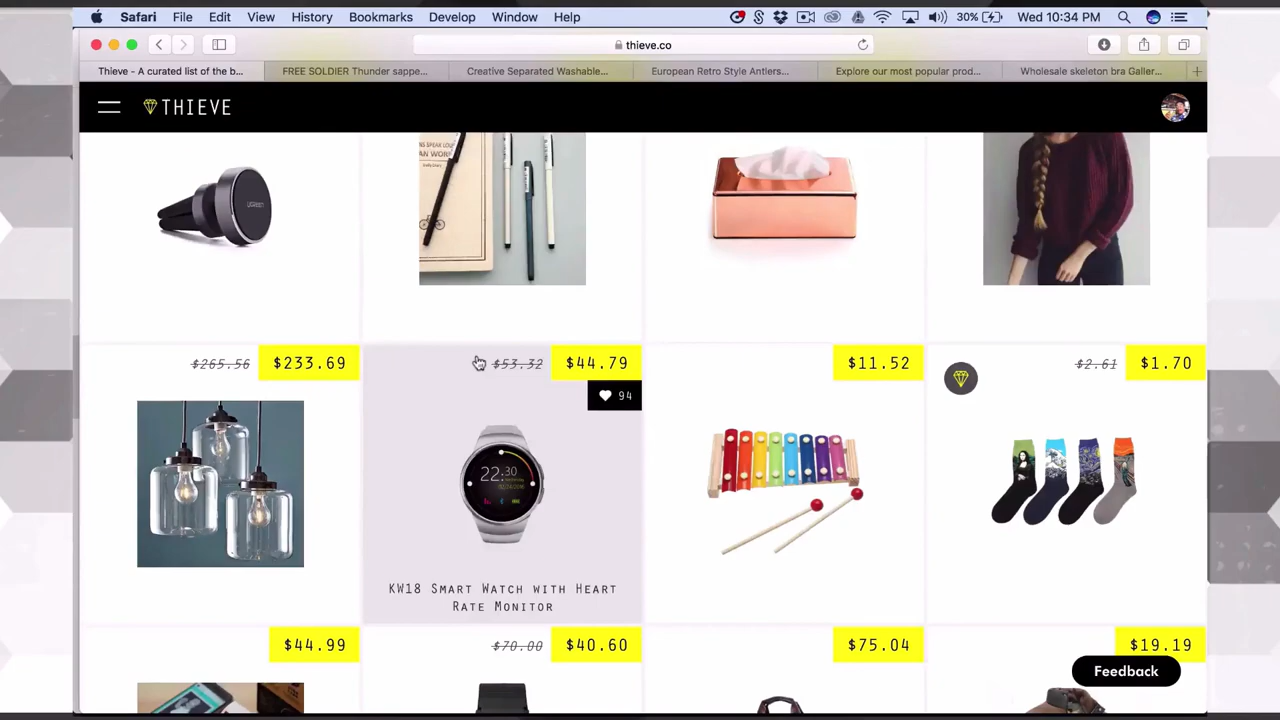 Safari File Edit View History Bookmarks Develop Window Help 30% Wed 10:34 PM
thieve.co
Thieve - A curated list of the b... FREE SOLDIER Thunder sappe... Creative Separated Washable... European Retro Style Antlers... Explore our most popular prod... Wholesale skeleton bra Galler...
THIEVE
UGREEN
$265.56 $233.69 $53.32 $44.79 $11.52 $2.61 $1.70
94
22:30
KW18 Smart Watch with Heart
Rate Monitor
$44.99 $70.00 $40.60 $75.04 $19.19
Feedback